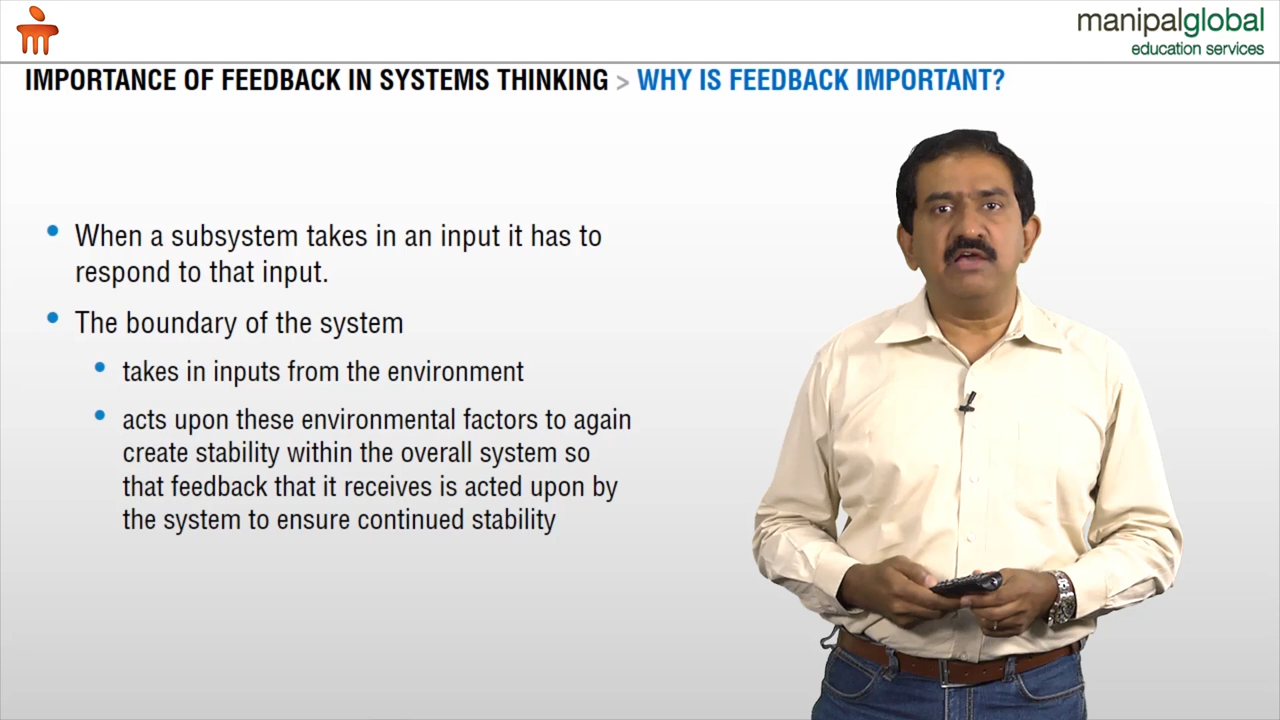 manipalglobal
education services
IMPORTANCE OF FEEDBACK IN SYSTEMS THINKING > WHY IS FEEDBACK IMPORTANT?
• When a subsystem takes in an input it has to
respond to that input.
• The boundary of the system
• takes in inputs from the environment
• acts upon these environmental factors to again
create stability within the overall system so
that feedback that it receives is acted upon by
the system to ensure continued stability